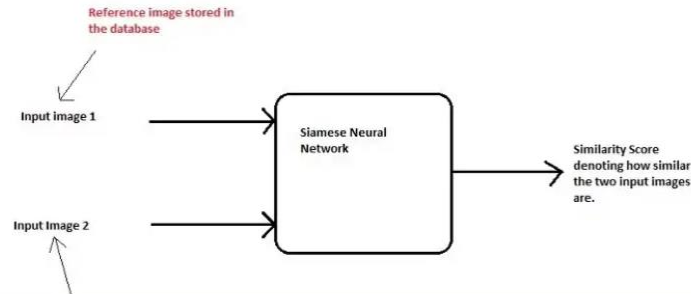 Reference image stored in
the database
Input image 1
Siamese Neural
Network
Similarity Score
denoting how similar
the two input images
are.
Input Image 2